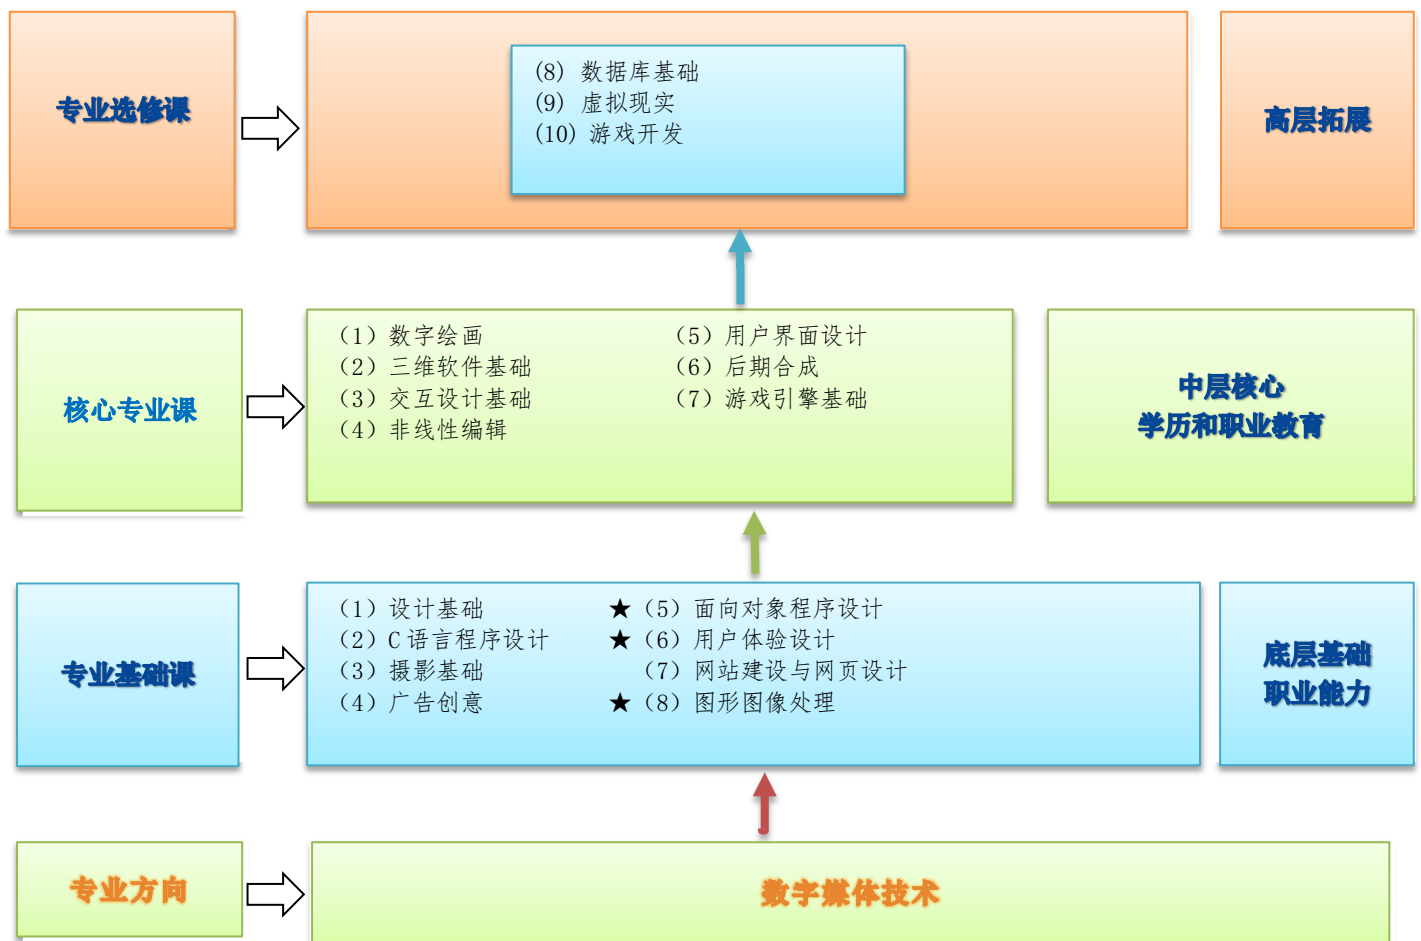 专业选修课
(8) 数据库基础
(9) 虚拟现实
(10) 游戏开发
高层拓展
核心专业课
（1）数字绘画
（2）三维软件基础
（3）交互设计基础
（4）非线性编辑
（5）用户界面设计
（6）后期合成
（7）游戏引擎基础
中层核心
学历和职业教育
专业基础课
（1）设计基础
（2）C 语言程序设计
（3）摄影基础
（4）广告创意
★（5）面向对象程序设计
★（6）用户体验设计
（7）网站建设与网页设计
★（8）图形图像处理
底层基础
职业能力
专业方向
数字媒体技术